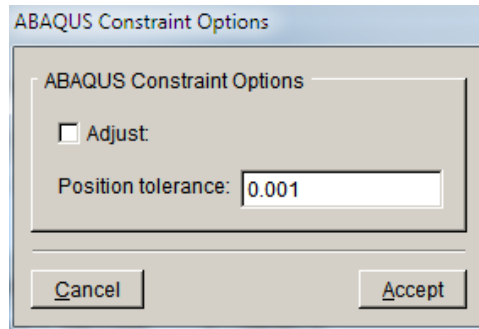 ABAQUS Constraint Options
ABAQUS Constraint Options
Adjust:
Position tolerance: 0.001
Cancel Accept